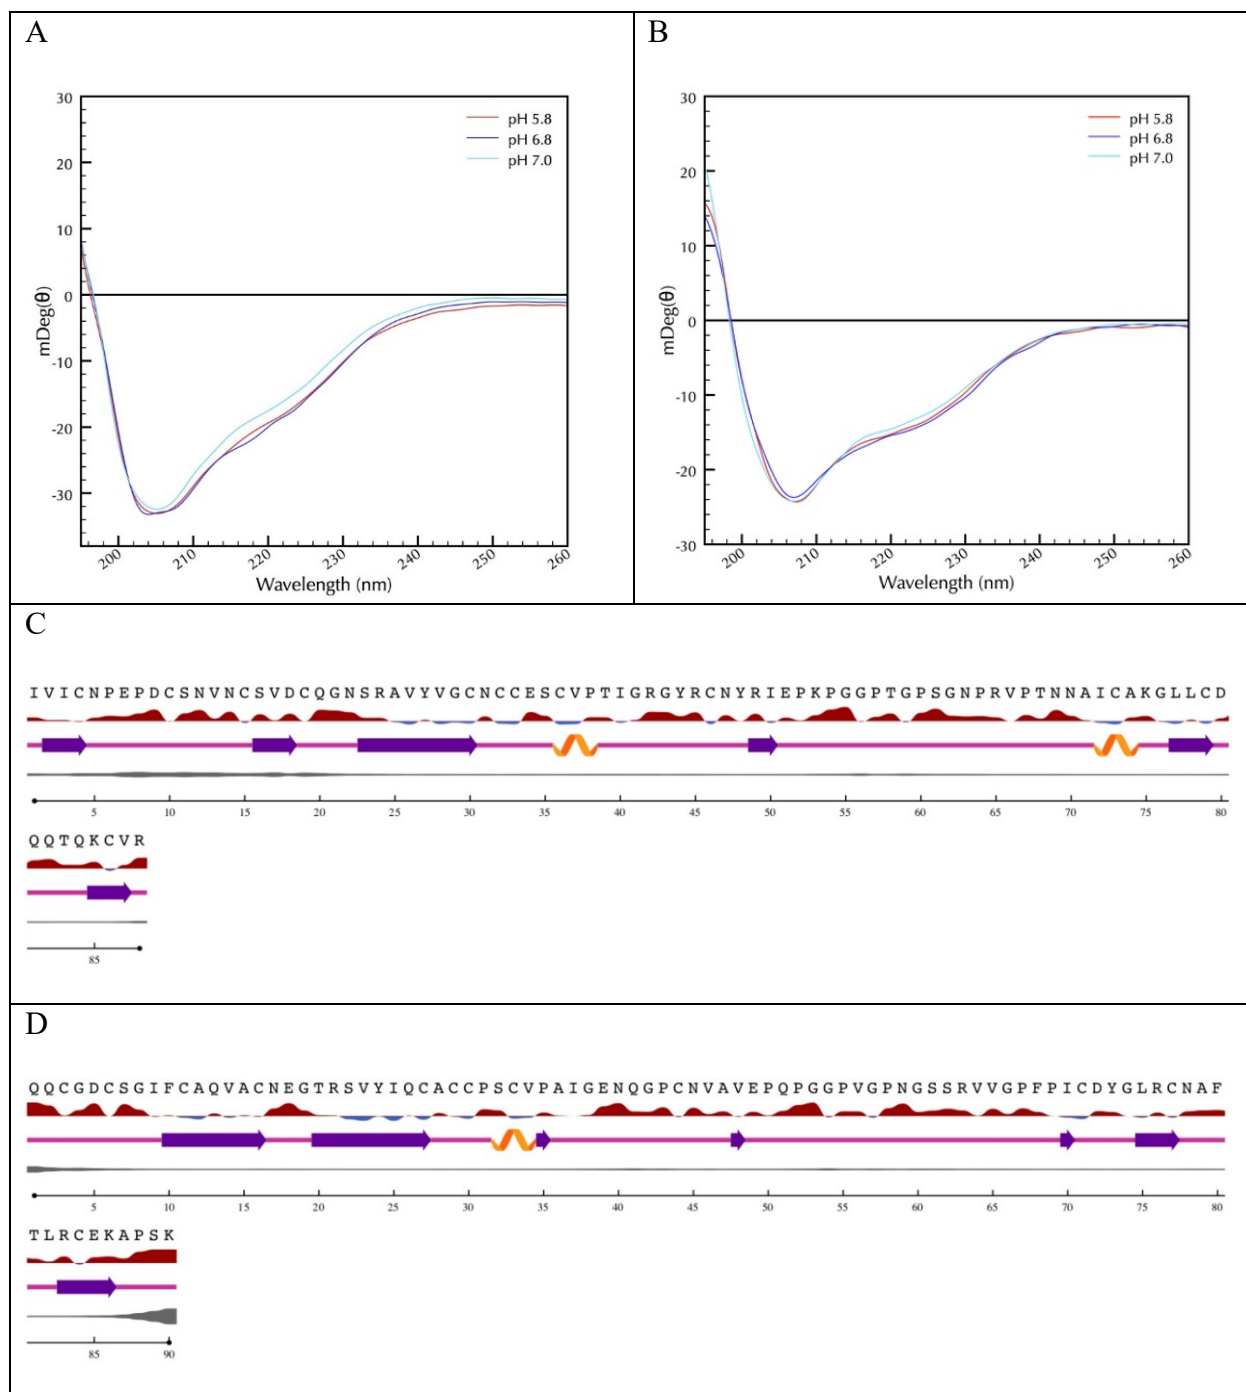 A
30
20
10
0
-10
-20
-30
mDeg(θ)
pH 5.8
pH 6.8
pH 7.0
200 210 220 230 240 250 260
Wavelength (nm)
B
30
20
10
0
-10
-20
-30
mDeg(θ)
pH 5.8
pH 6.8
pH 7.0
200 210 220 230 240 250 260
Wavelength (nm)
C
I V I C N P E P D C S N V N C S V D C Q G N S R A V Y V G C N C C E S C V P T I G R G Y R C N Y R I E P K P G G P T G P S G N P R V P T N N A I C A K G L L C D
5 10 15 20 25 30 35 40 45 50 55 60 65 70 75 80
Q Q T Q K C V R
85
D
Q Q C G D C S G I F C A Q V A C N E G T R S V Y I Q C A C C P S C V P A I G E N Q G P C N V A V E P Q P G G P V G P N G S S R V V G P F P I C D Y G L R C N A F
5 10 15 20 25 30 35 40 45 50 55 60 65 70 75 80
T L R C E K A P S K
85 90